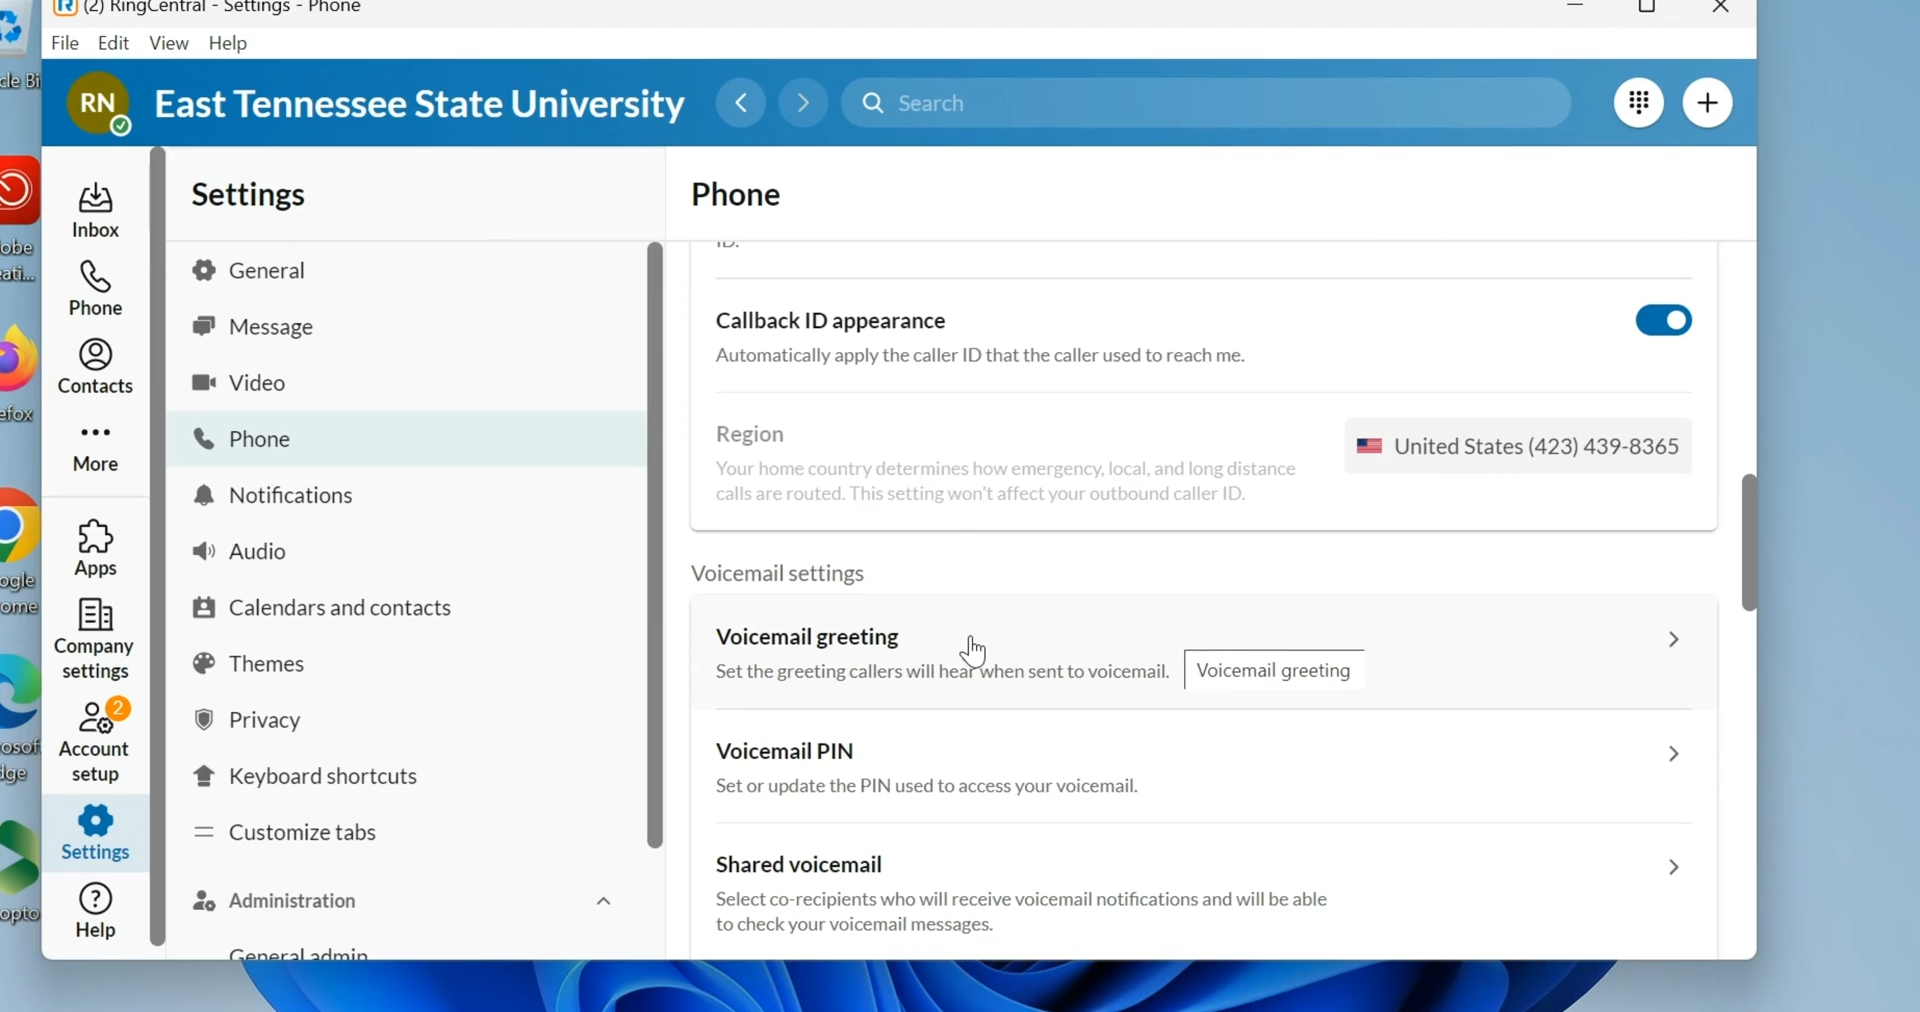 (2) RingCentral - Settings - Phone
File Edit View Help
RN East Tennessee State University Search
Inbox
Phone
Contacts
More
Apps
Company
settings
2
Account
setup
Settings
Help
Settings
General
Message
Video
Phone
Notifications
Audio
Calendars and contacts
Themes
Privacy
Keyboard shortcuts
Customize tabs
Administration
General admin
Phone
ID.
Callback ID appearance
Automatically apply the caller ID that the caller used to reach me.
Region
Your home country determines how emergency, local, and long distance
calls are routed. This setting won't affect your outbound caller ID.
United States (423) 439-8365
Voicemail settings
Voicemail greeting
Set the greeting callers will hear when sent to voicemail.
Voicemail greeting
Voicemail PIN
Set or update the PIN used to access your voicemail.
Shared voicemail
Select co-recipients who will receive voicemail notifications and will be able
to check your voicemail messages.